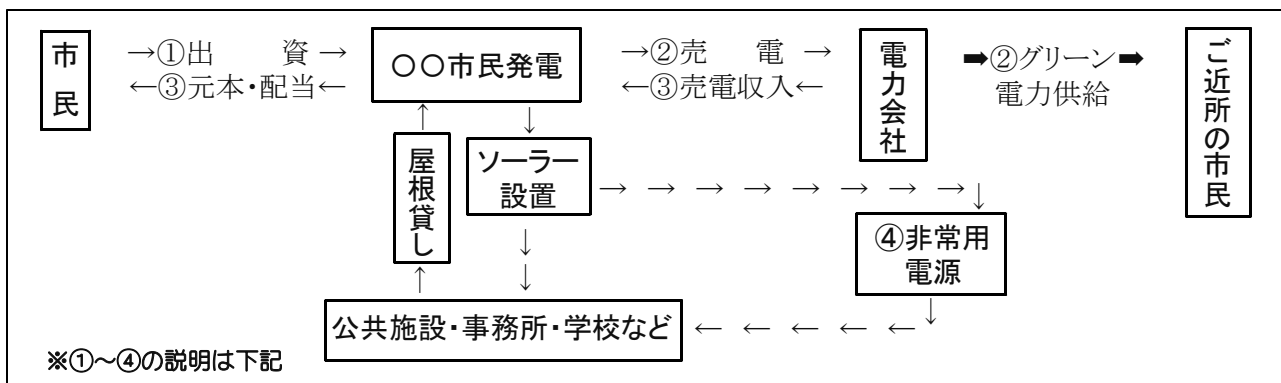 市民
→①出　　資→
←③元本・配当←
〇〇市民発電
→②売　電→
←③売電収入←
電力会社
➡②グリーン➡
電力供給
ご近所の市民
↑
↓
屋根貸し
ソーラー
設置
→ → → → → → → → ↓
④非常用
電源
↓
↓
↑
↓
公共施設・事務所・学校など
← ← ← ← ←
※①～④の説明は下記